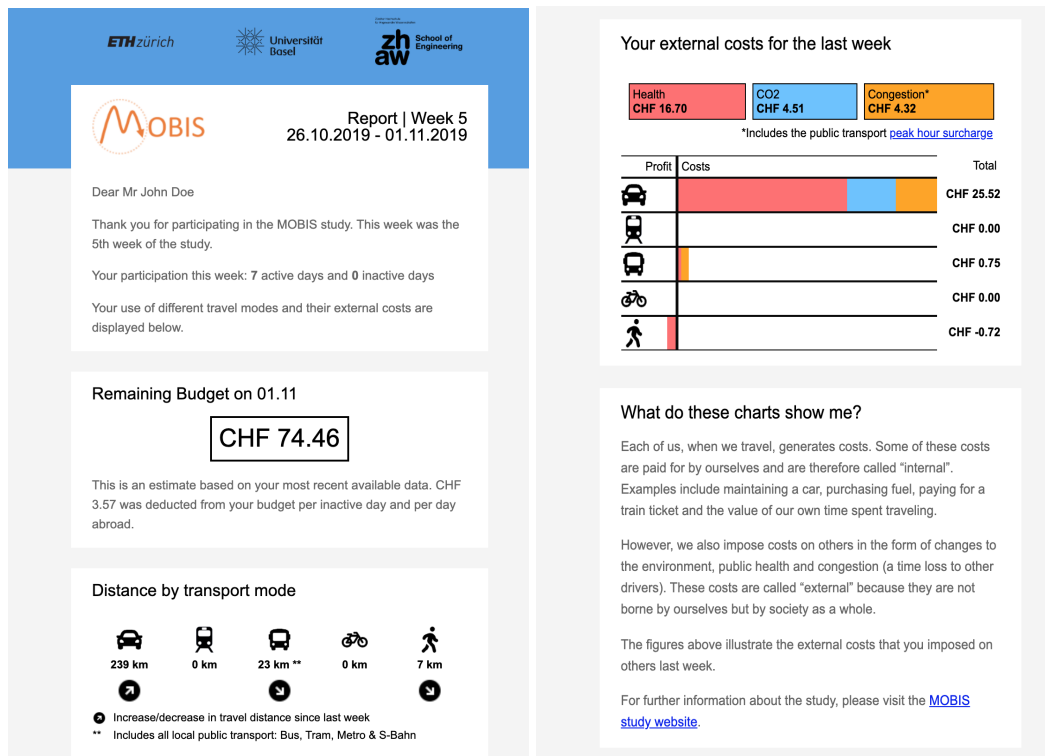 ETH zürich
Universität
Basel
zh
aw
School of
Engineering
MOBIS
Report | Week 5
26.10.2019 - 01.11.2019
Dear Mr John Doe
Thank you for participating in the MOBIS study. This week was the
5th week of the study.
Your participation this week: 7 active days and 0 inactive days
Your use of different travel modes and their external costs are
displayed below.
Remaining Budget on 01.11
CHF 74.46
This is an estimate based on your most recent available data. CHF
3.57 was deducted from your budget per inactive day and per day
abroad.
Distance by transport mode
239 km 0 km 23 km ** 0 km 7 km
Increase/decrease in travel distance since last week
** Includes all local public transport: Bus, Tram, Metro & S-Bahn
Your external costs for the last week
Health CO2 Congestion*
CHF 16.70 CHF 4.51 CHF 4.32
*Includes the public transport peak hour surcharge
Profit Costs Total
CHF 25.52
CHF 0.00
CHF 0.75
CHF 0.00
CHF -0.72
What do these charts show me?
Each of us, when we travel, generates costs. Some of these costs
are paid for by ourselves and are therefore called “internal”.
Examples include maintaining a car, purchasing fuel, paying for a
train ticket and the value of our own time spent traveling.
However, we also impose costs on others in the form of changes to
the environment, public health and congestion (a time loss to other
drivers). These costs are called “external” because they are not
borne by ourselves but by society as a whole.
The figures above illustrate the external costs that you imposed on
others last week.
For further information about the study, please visit the MOBIS
study website.